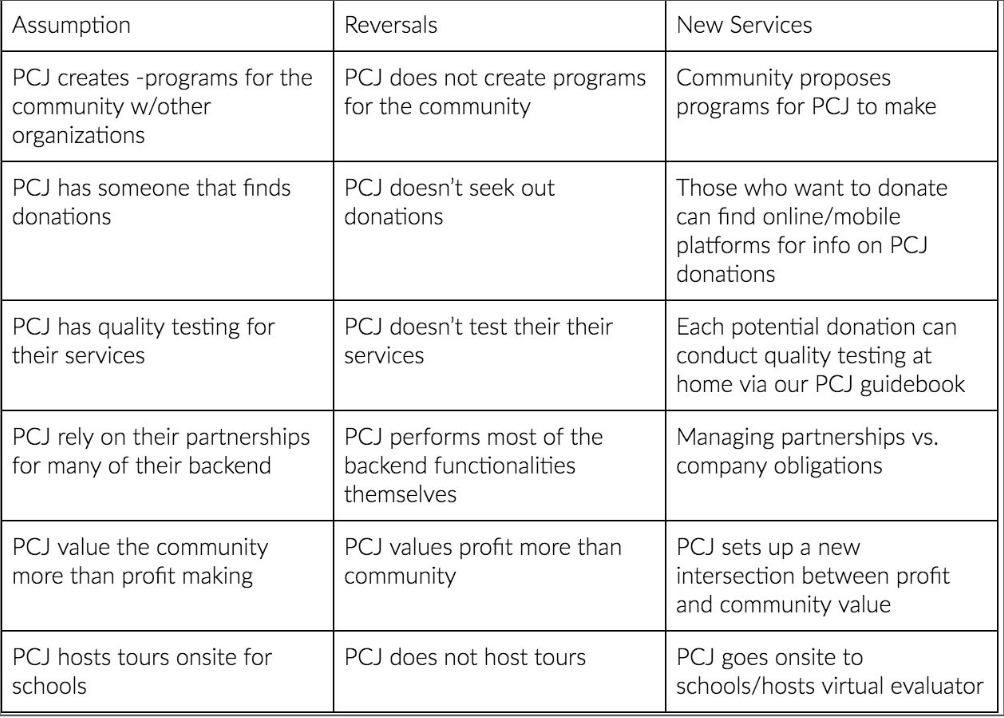 Assumption
Reversals
New Services
PCJ creates -programs for the
community w/other
organizations
PCJ does not create programs
for the community
Community proposes
programs for PCJ to make
PCJ has someone that finds
donations
PCJ doesn’t seek out
donations
Those who want to donate
can find online/mobile
platforms for info on PCJ
donations
PCJ has quality testing for
their services
PCJ doesn’t test their their
services
Each potential donation can
conduct quality testing at
home via our PCJ guidebook
PCJ rely on their partnerships
for many of their backend
PCJ performs most of the
backend functionalities
themselves
Managing partnerships vs.
company obligations
PCJ value the community
more than profit making
PCJ values profit more than
community
PCJ sets up a new
intersection between profit
and community value
PCJ hosts tours onsite for
schools
PCJ does not host tours
PCJ goes onsite to
schools/hosts virtual evaluator